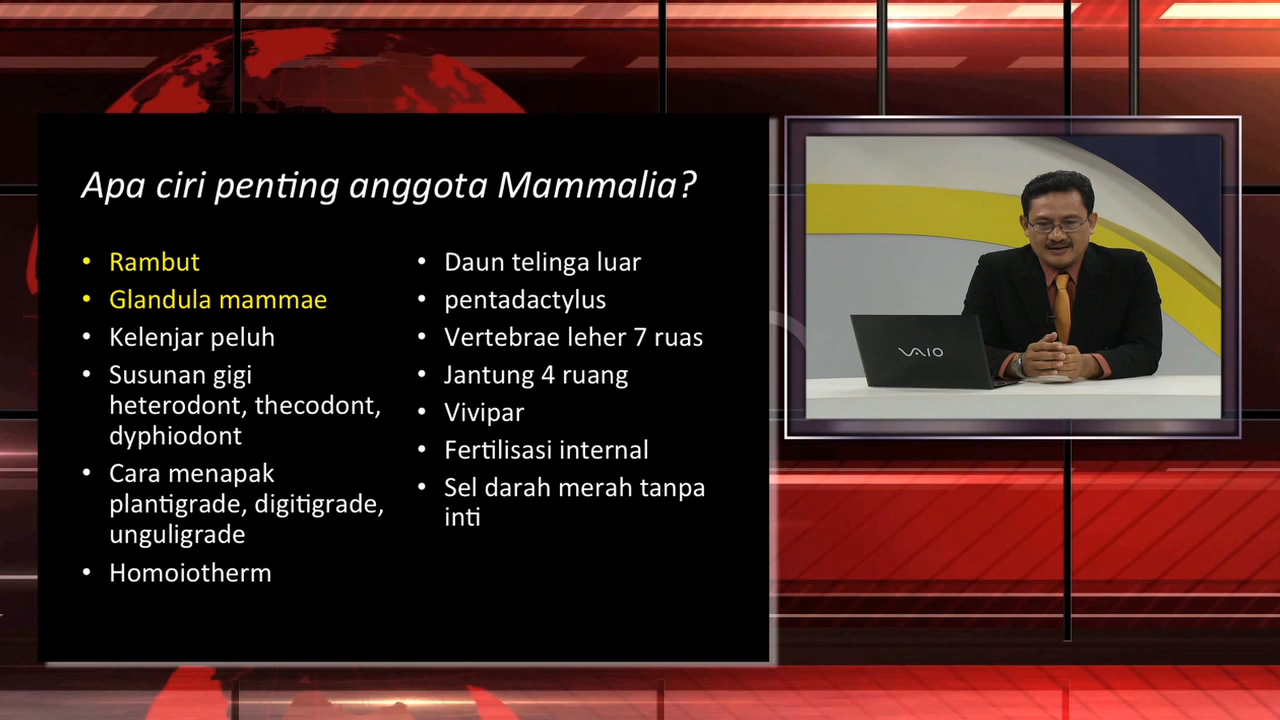 Apa ciri penting anggota Mammalia?
• Rambut
• Glandula mammae
• Kelenjar peluh
• Susunan gigi
heterodont, thecodont,
dyphiodont
• Cara menapak
plantigrade, digitigrade,
unguligrade
• Homoiotherm
• Daun telinga luar
• pentadactylus
• Vertebrae leher 7 ruas
• Jantung 4 ruang
• Vivipar
• Fertilisasi internal
• Sel darah merah tanpa
inti
VAIO